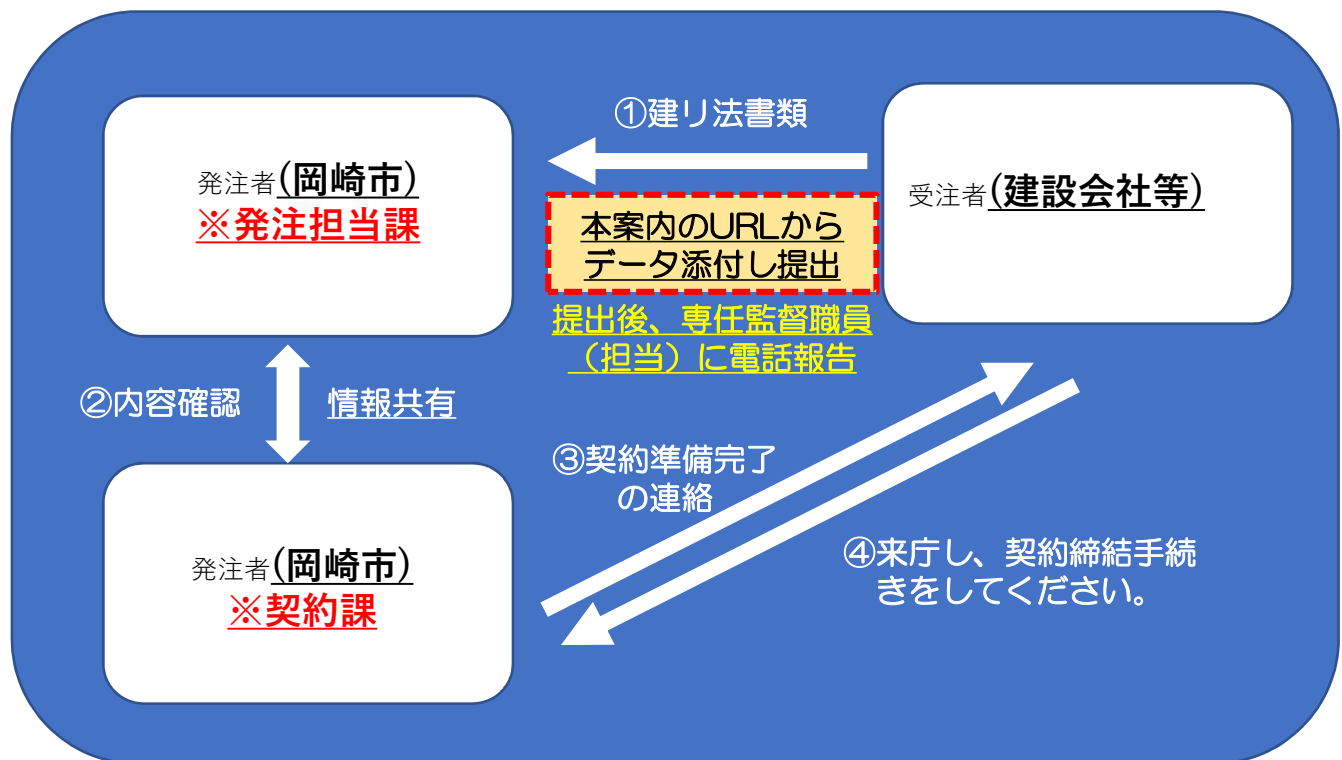 ①建リ法書類
発注者(岡崎市)
※発注担当課
受注者(建設会社等)
本案内のURLから
データ添付し提出
提出後、専任監督職員
（担当）に電話報告
②内容確認
情報共有
③契約準備完了
の連絡
④来庁し、契約締結手続
きをしてください。
発注者(岡崎市)
※契約課